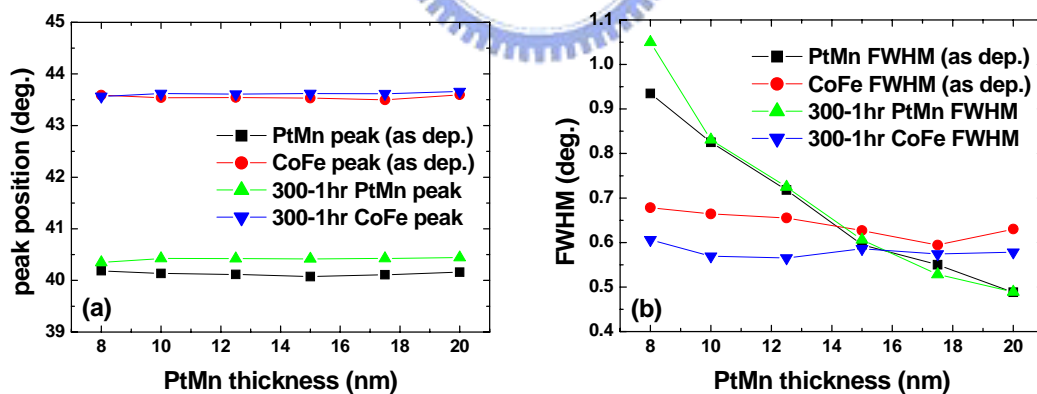 45
44
43
42
41
40
39
8
10
12
14
16
18
20
peak position (deg.)
PtMn thickness (nm)
PtMn peak (as dep.)
CoFe peak (as dep.)
300-1hr PtMn peak
300-1hr CoFe peak
(a)
1.1
1.0
0.9
0.8
0.7
0.6
0.5
0.4
8
10
12
14
16
18
20
FWHM (deg.)
PtMn thickness (nm)
PtMn FWHM (as dep.)
CoFe FWHM (as dep.)
300-1hr PtMn FWHM
300-1hr CoFe FWHM
(b)